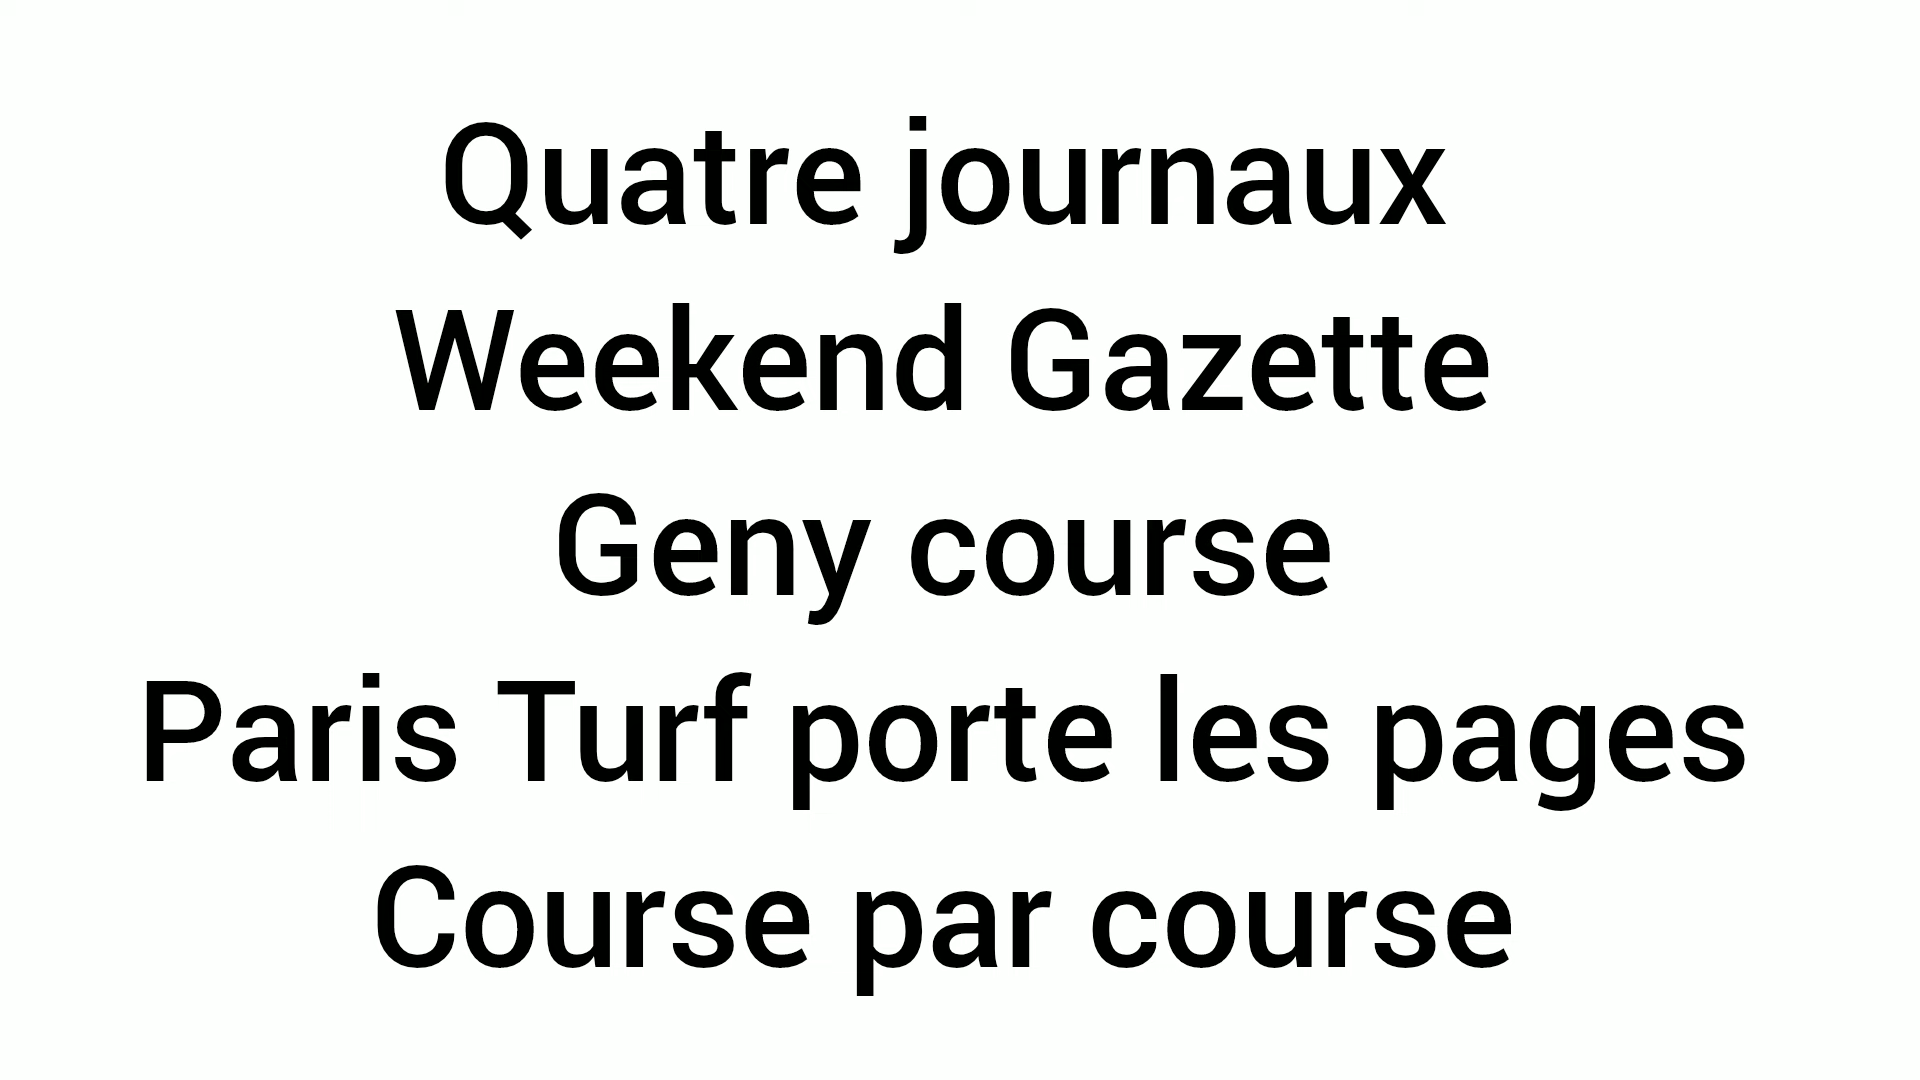 Quatre journaux
Weekend Gazette
Geny course
Paris Turf porte les pages
Course par course